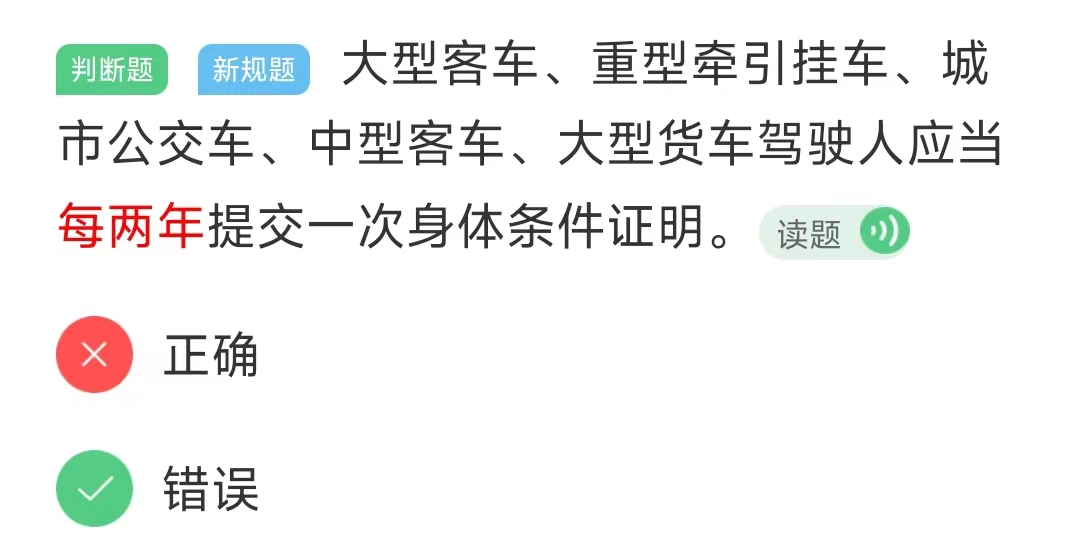 判断题 新规题 大型客车、重型牵引挂车、城
市公交车、中型客车、大型货车驾驶人应当
每两年提交一次身体条件证明。 读题
正确
错误